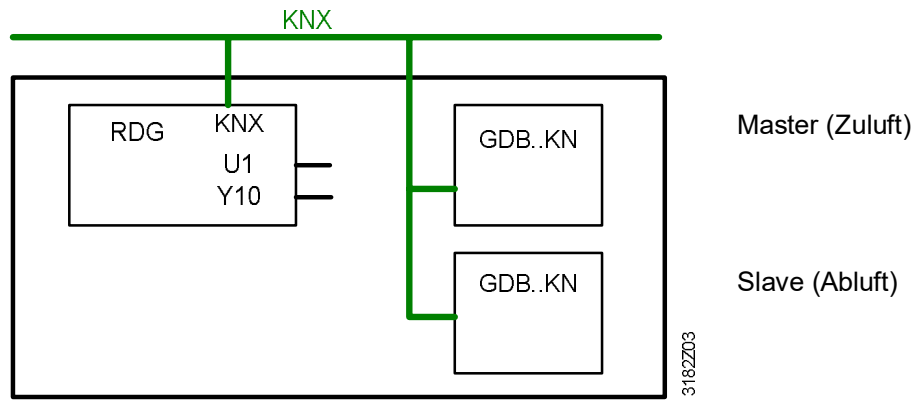 KNX
RDG
KNX
U1
Y10
GDB..KN
Master (Zuluft)
GDB..KN
Slave (Abluft)
3182Z03